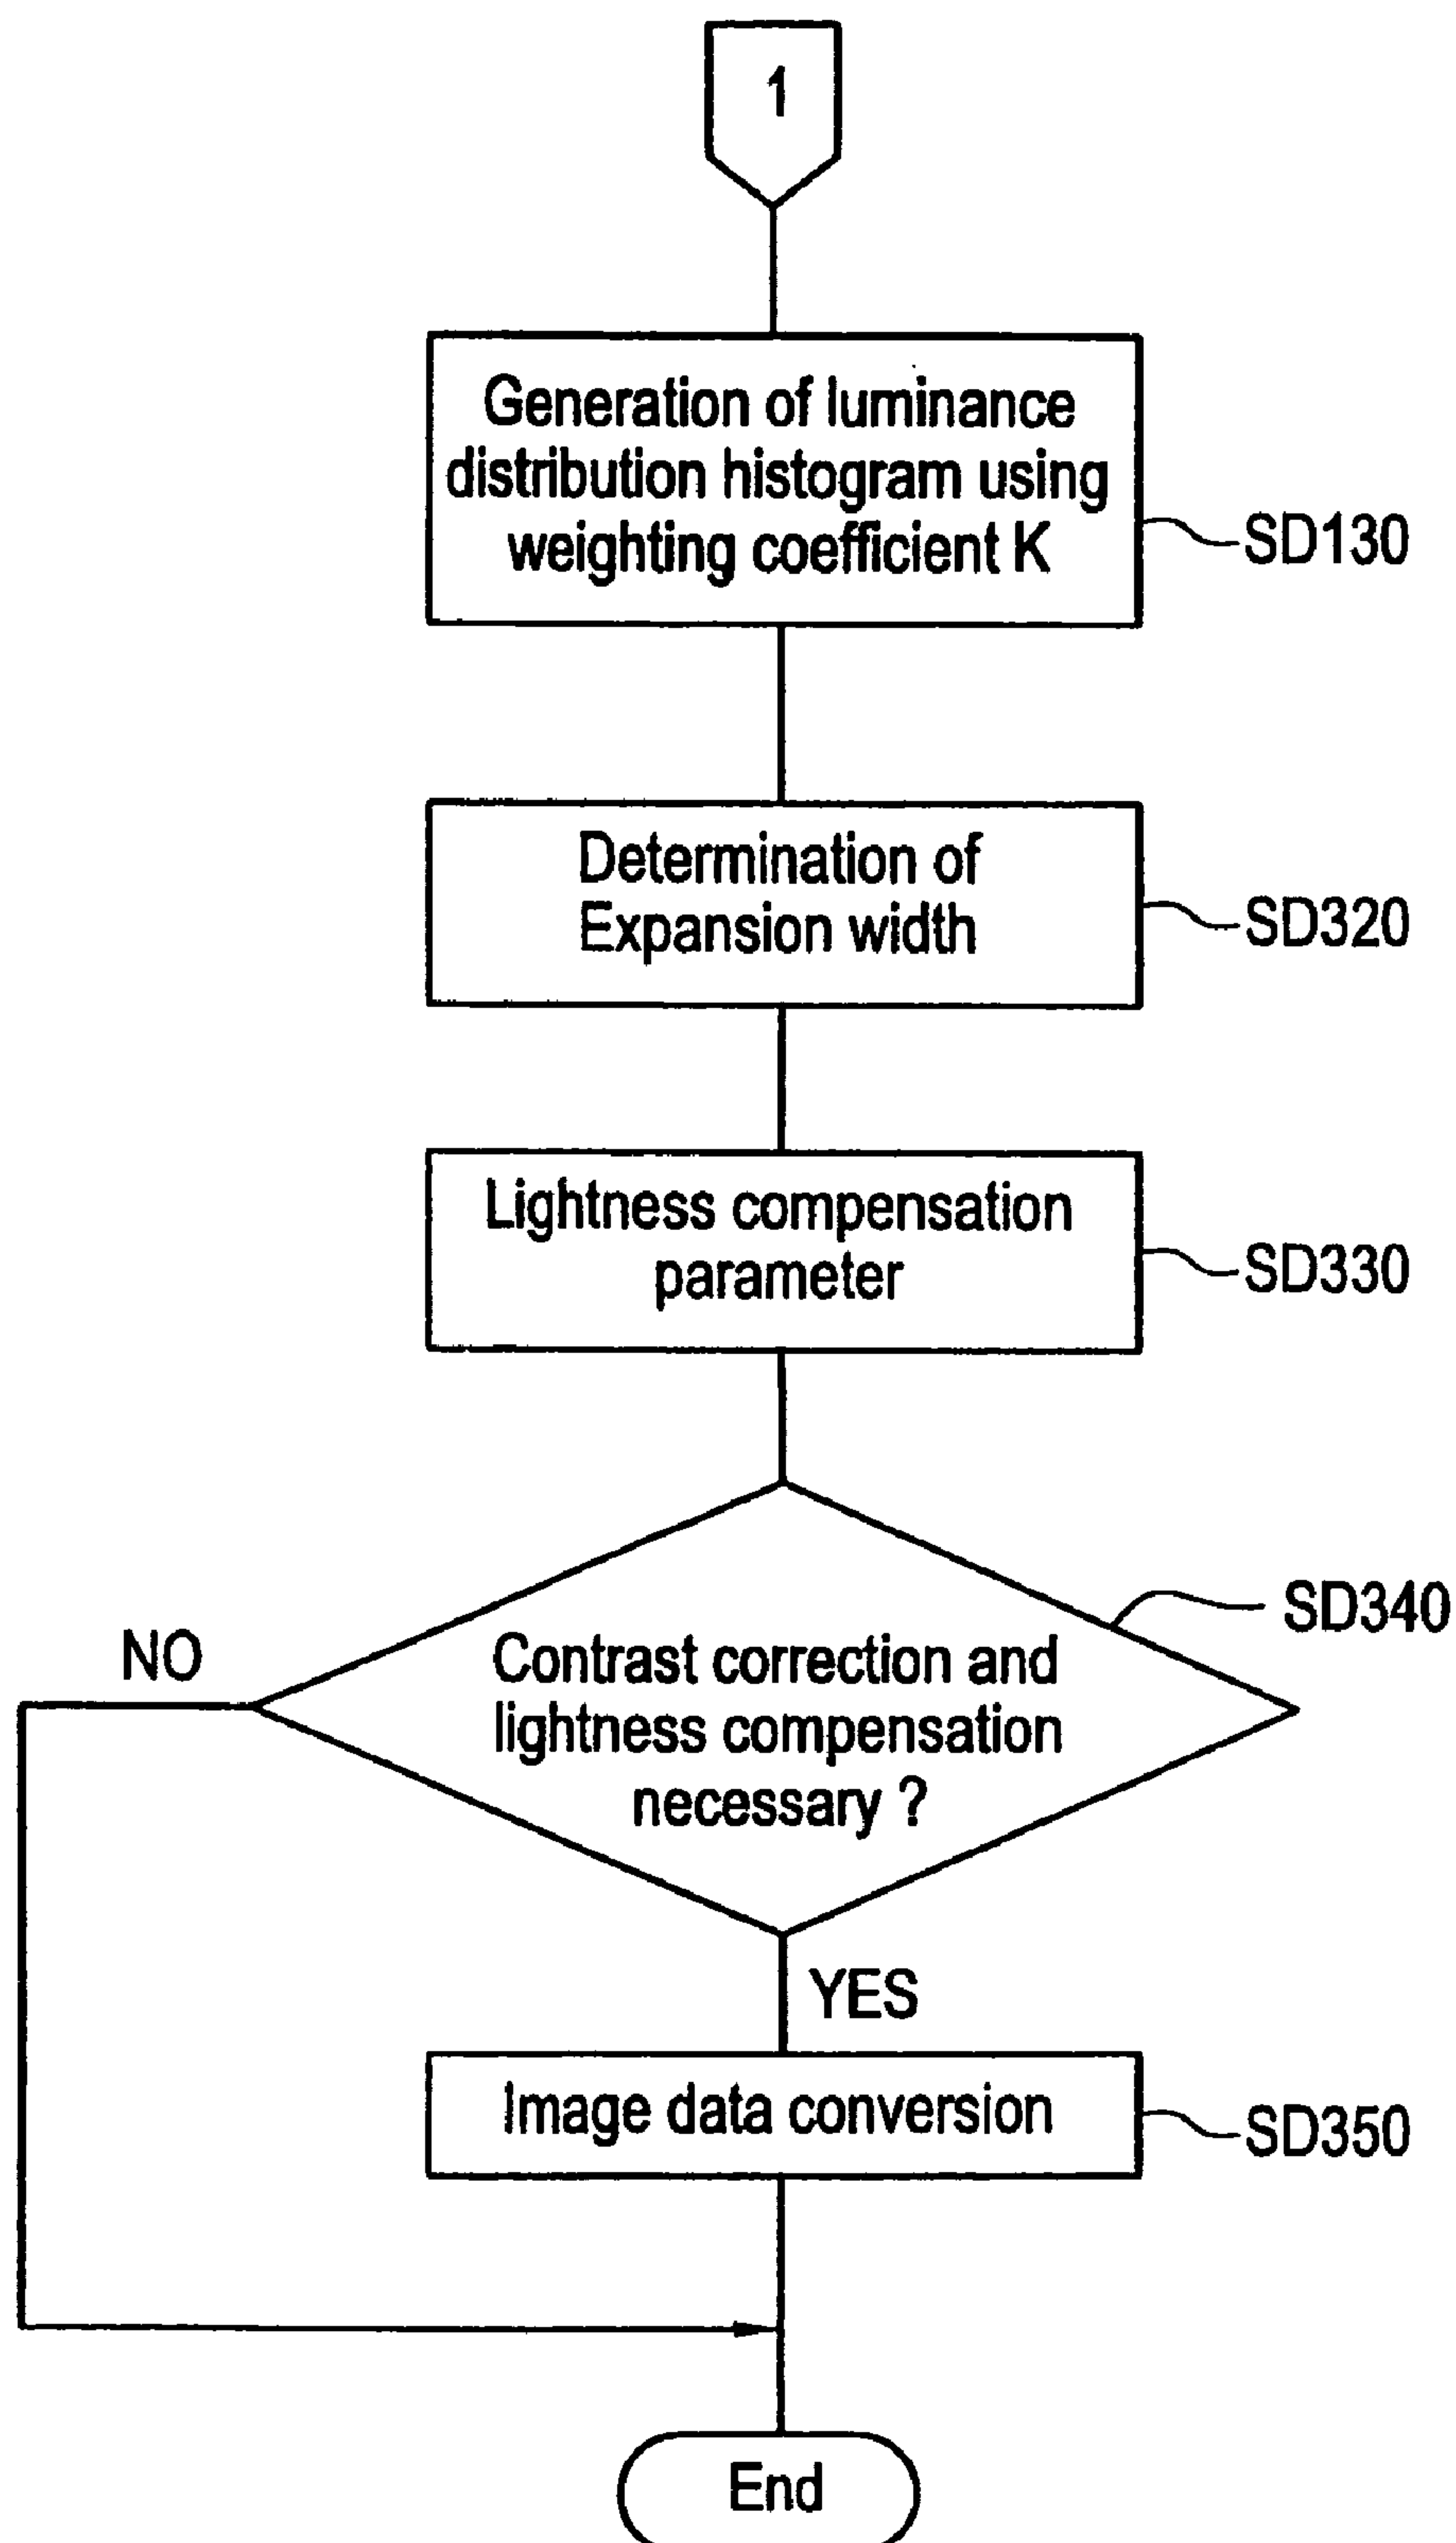 1
Generation of luminance
distribution histogram using
weighting coefficient K
SD130
Determination of
Expansion width
SD320
Lightness compensation
parameter
SD330
SD340
NO
Contrast correction and
lightness compensation
necessary ?
YES
Image data conversion
SD350
End